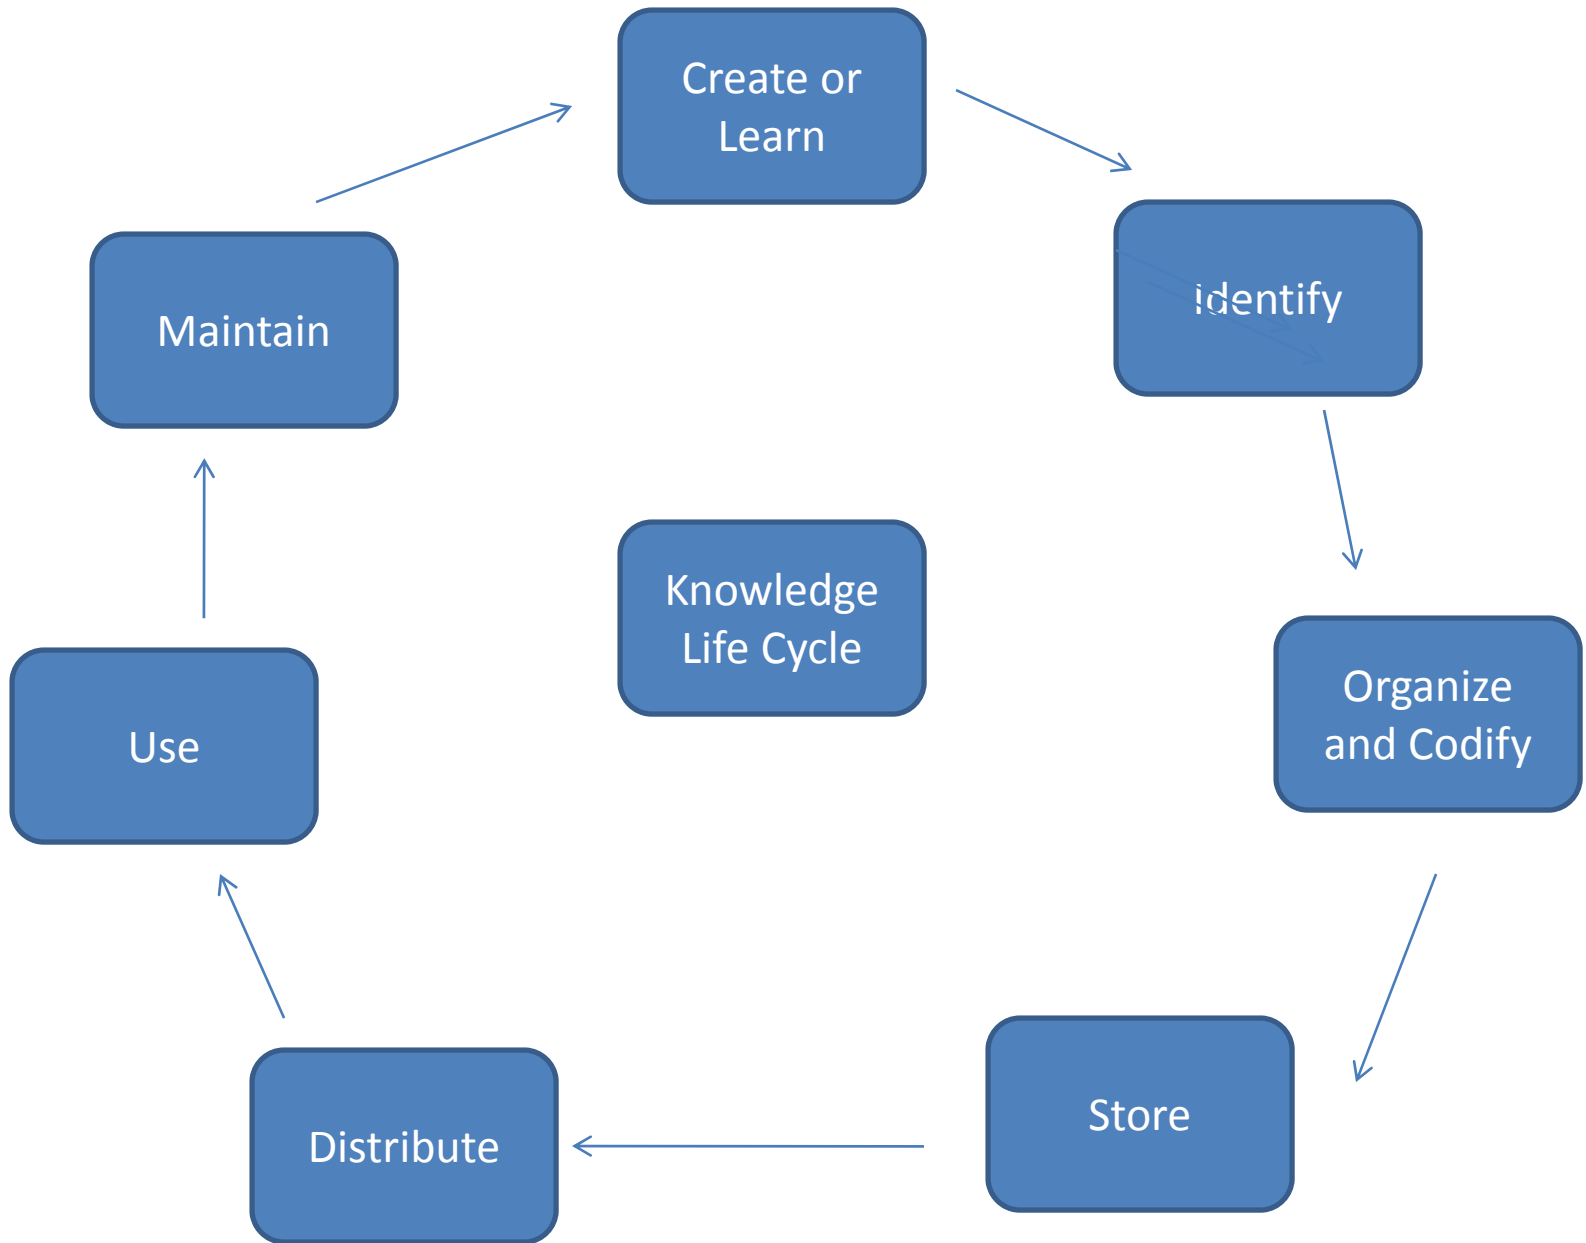 Create or
Learn
Identify
Organize
and Codify
Store
Distribute
Use
Maintain
Knowledge
Life Cycle